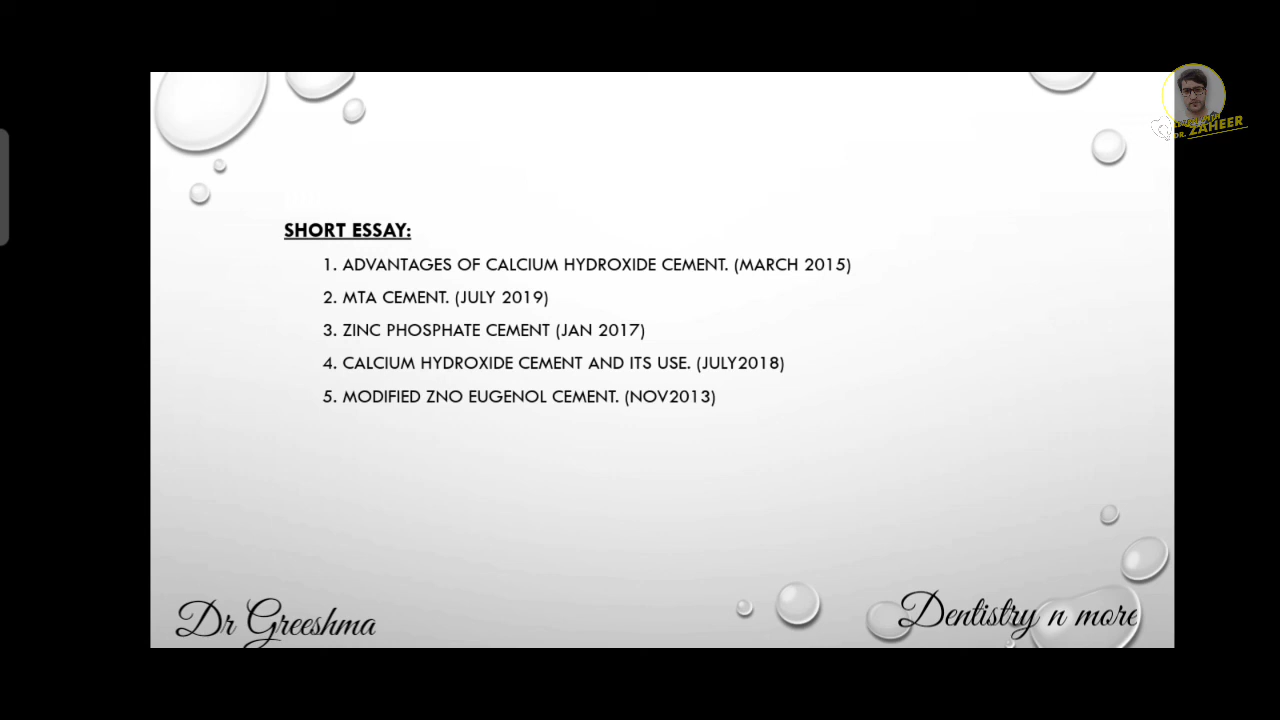 SHORT ESSAY:
1. ADVANTAGES OF CALCIUM HYDROXIDE CEMENT. (MARCH 2015)
2. MTA CEMENT. (JULY 2019)
3. ZINC PHOSPHATE CEMENT (JAN 2017)
4. CALCIUM HYDROXIDE CEMENT AND ITS USE. (JULY2018)
5. MODIFIED ZNO EUGENOL CEMENT. (NOV2013)
Dr Greeshma
Dentistry n more
DR. ZAHEER